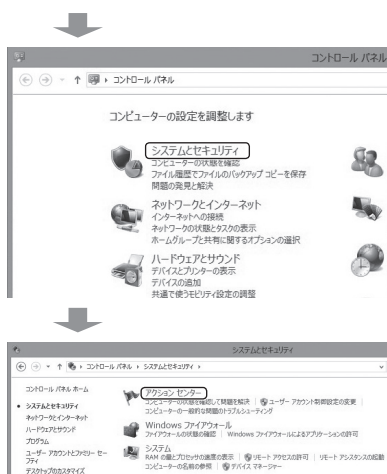 コントロール パネル
コントロール パネル
コンピューターの設定を調整します
システムとセキュリティ
コンピューターの状態を確認
ファイル履歴でファイルのバックアップ コピーを保存
問題の発見と解決
ネットワークとインターネット
インターネットへの接続
ネットワークの状態とタスクの表示
ホームグループと共有に関するオプションの選択
ハードウェアとサウンド
デバイスとプリンターの表示
デバイスの追加
共通で使うモビリティ設定の調整
システムとセキュリティ
コントロール パネル システムとセキュリティ
コントロール パネル ホーム
システムとセキュリティ
ネットワークとインターネット
ハードウェアとサウンド
プログラム
ユーザー アカウントとファミリー セーフティ
デスクトップのカスタマイズ
アクション センター
コンピューターの状態を確認して問題を解決 ユーザー アカウント制御設定の変更
コンピューターの一般的な問題のトラブルシューティング
Windows ファイアウォール
ファイアウォールの状態の確認 Windows ファイアウォールによるアプリケーションの許可
システム
RAM の量とプロセッサの速度の表示 リモート アクセスの許可 リモート アシスタンスの起動
コンピューターの名前の参照 デバイス マネージャー